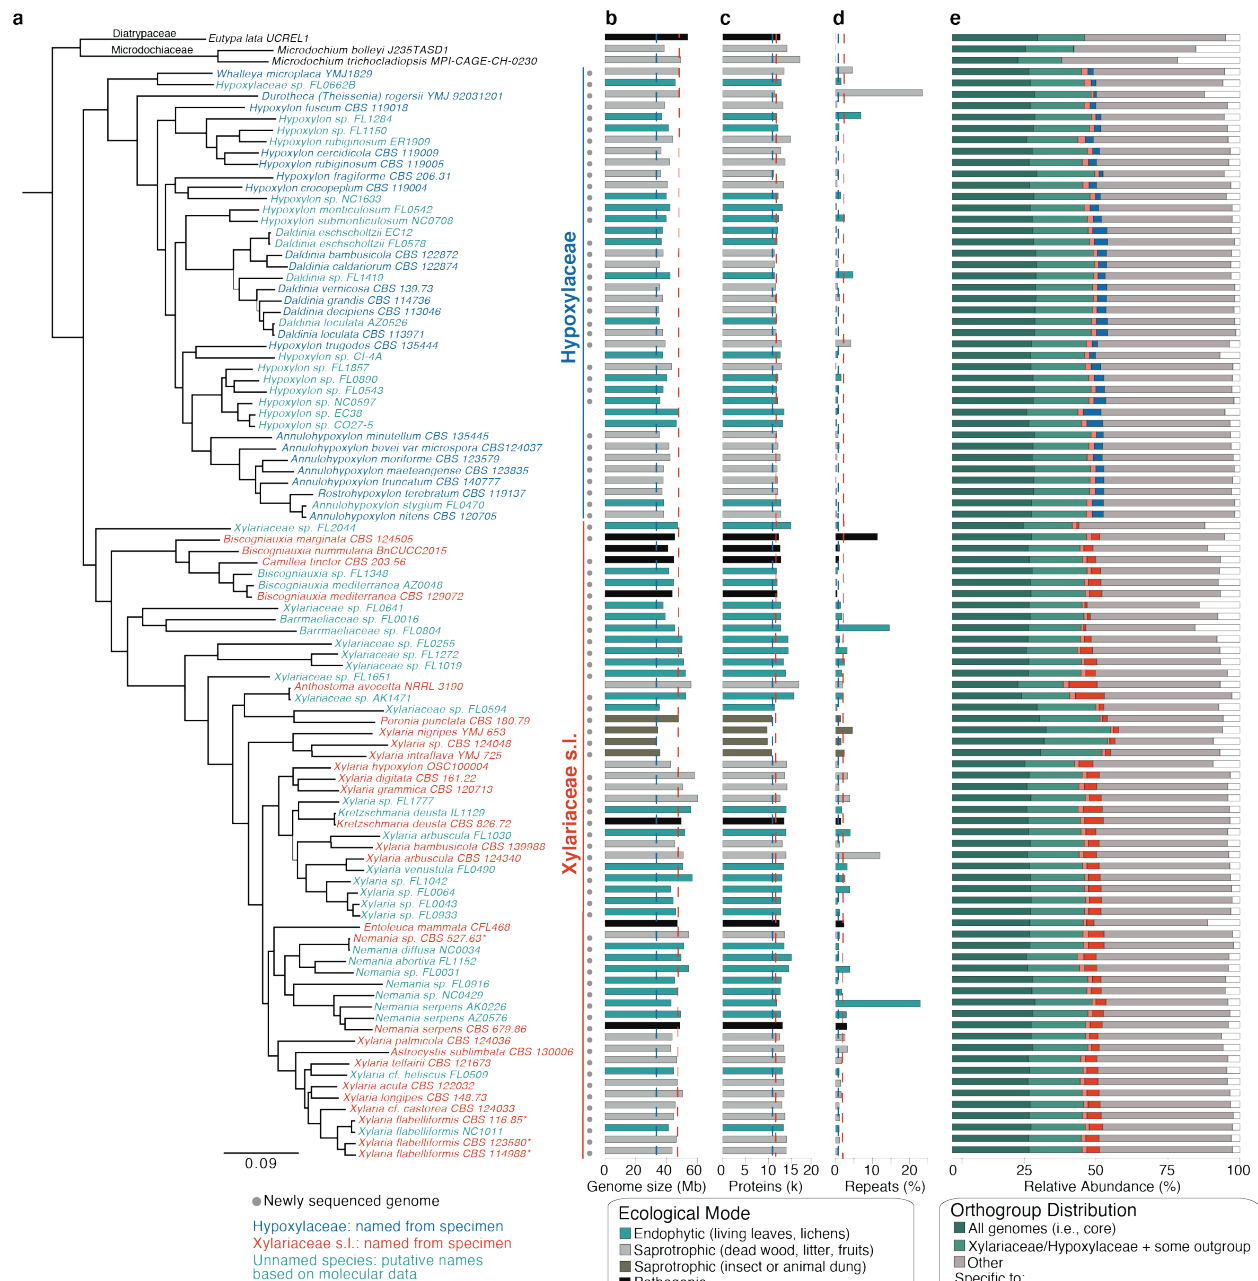 a
b
c
d
e
Diatrypaceae
Eutypa lata UCREL1
Microdochiaceae
Microdochium bolleyi J235TASD1
Microdochium trichocladiopsis MPI-CAGE-CH-0230
Whalleya microplaca YMJ1829
Hypoxylaceae sp. FL0662B
Durotheca (Theissenia) rogersii YMJ 92031201
Hypoxylon fuscum CBS 119018
Hypoxylon sp. FL1284
Hypoxylon sp. FL1150
Hypoxylon rubiginosum ER1909
Hypoxylon cercidicola CBS 119009
Hypoxylon rubiginosum CBS 119005
Hypoxylon fragiforme CBS 206.31
Hypoxylon crocopeplum CBS 119004
Hypoxylon sp. NC1633
Hypoxylon monticulosum FL0542
Hypoxylon submonticulosum NC0708
Daldinia eschscholtzii EC12
Daldinia eschscholtzii FL0578
Daldinia bambusicola CBS 122872
Daldinia caldariorum CBS 122874
Daldinia sp. FL1419
Daldinia vernicosa CBS 139.73
Daldinia grandis CBS 114736
Daldinia decipiens CBS 113046
Daldinia loculata AZ0526
Daldinia loculata CBS 113971
Hypoxylon trugodes CBS 135444
Hypoxylon sp. CI-4A
Hypoxylon sp. FL1857
Hypoxylon sp. FL0890
Hypoxylon sp. FL0543
Hypoxylon sp. NC0597
Hypoxylon sp. EC38
Hypoxylon sp. CO27-5
Annulohypoxylon minutellum CBS 135445
Annulohypoxylon bovei var microspora CBS124037
Annulohypoxylon moriforme CBS 123579
Annulohypoxylon maeteangense CBS 123835
Annulohypoxylon truncatum CBS 140777
Rostrohypoxylon terebratum CBS 119137
Annulohypoxylon stygium FL0470
Annulohypoxylon nitens CBS 120705
Hypoxylaceae
Xylariaceae sp. FL2044
Biscogniauxia marginata CBS 124505
Biscogniauxia nummularia BnCUCC2015
Camillea tinctor CBS 203.56
Biscogniauxia sp. FL1348
Biscogniauxia mediterranea AZ0048
Biscogniauxia mediterranea CBS 129072
Xylariaceae sp. FL0641
Barrmaeliaceae sp. FL0016
Barrmaeliaceae sp. FL0804
Xylariaceae sp. FL0255
Xylariaceae sp. FL1272
Xylariaceae sp. FL1019
Xylariaceae sp. FL1651
Anthostoma avocetta NRRL 3190
Xylariaceae sp. AK1471
Xylariaceae sp. FL0594
Poronia punctata CBS 180.79
Xylaria nigripes YMJ 653
Xylaria sp. CBS 124048
Xylaria intraflava YMJ 725
Xylaria hypoxylon OSC100004
Xylaria digitata CBS 161.22
Xylaria grammica CBS 120713
Xylaria sp. FL1777
Kretzschmaria deusta IL1129
Kretzschmaria deusta CBS 826.72
Xylaria arbuscula FL1030
Xylaria bambusicola CBS 139988
Xylaria arbuscula CBS 124340
Xylaria venustula FL0490
Xylaria sp. FL1042
Xylaria sp. FL0064
Xylaria sp. FL0043
Xylaria sp. FL0933
Entoleuca mammata CFL468
Nemania sp. CBS 527.63*
Nemania diffusa NC0034
Nemania abortiva FL1152
Nemania sp. FL0031
Nemania sp. FL0916
Nemania sp. NC0429
Nemania serpens AK0226
Nemania serpens AZ0576
Nemania serpens CBS 679.86
Xylaria palmicola CBS 124036
Astrocystis sublimbata CBS 130006
Xylaria telfairii CBS 121673
Xylaria cf. heliscus FL0509
Xylaria acuta CBS 122032
Xylaria longipes CBS 148.73
Xylaria cf. castorea CBS 124033
Xylaria flabelliformis CBS 116.85*
Xylaria flabelliformis NC1011
Xylaria flabelliformis CBS 123580*
Xylaria flabelliformis CBS 114988*
Xylariaceae s.l.
0.09
0 20 40 60
Genome size (Mb)
0 5 10 15 20
Proteins (k)
0 10 20
Repeats (%)
0 25 50 75 100
Relative Abundance (%)
Newly sequenced genome
Hypoxylaceae: named from specimen
Xylariaceae s.l.: named from specimen
Unnamed species: putative names
based on molecular data
Ecological Mode
Endophytic (living leaves, lichens)
Saprotrophic (dead wood, litter, fruits)
Saprotrophic (insect or animal dung)
Orthogroup Distribution
All genomes (i.e., core)
Xylariaceae/Hypoxylaceae + some outgroup
Other
Specific to: